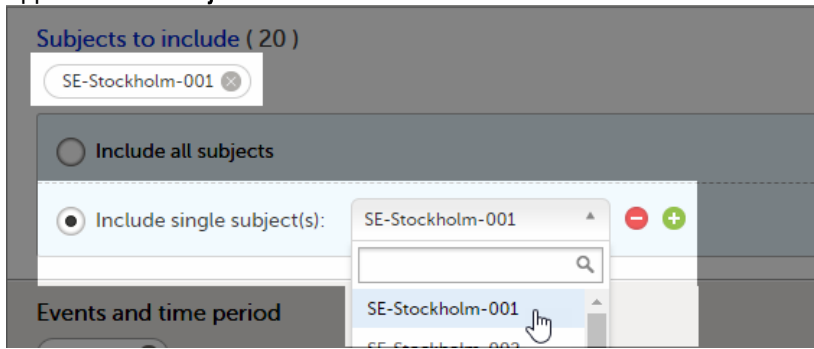 Subjects to include ( 20 )
SE-Stockholm-001
Include all subjects
Include single subject(s): SE-Stockholm-001
SE-Stockholm-001
Events and time period